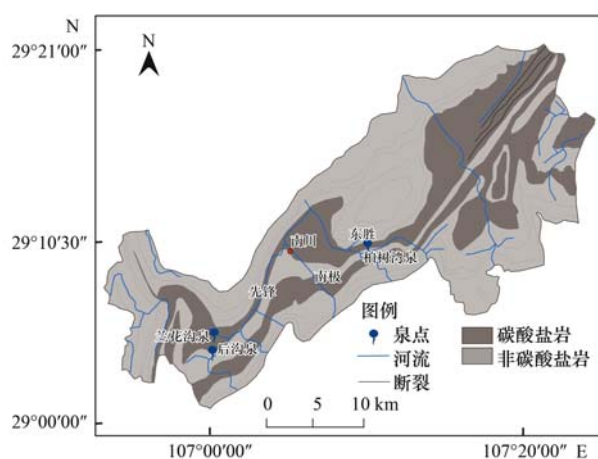 N
29°21′00″
N
29°10′30″
29°00′00″
东胜
南川
柏树湾泉
南极
先锋
兰花沟泉
后沟泉
图例
泉点
河流
断裂
碳酸盐岩
非碳酸盐岩
0 5 10 km
107°00′00″
107°20′00″ E